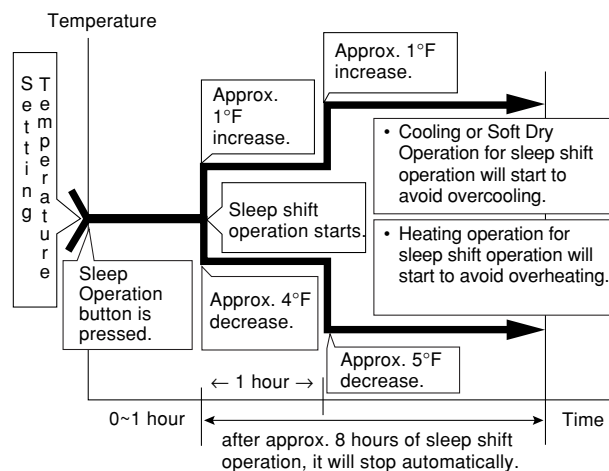 Temperature
Setting
Temperature
Approx.
1°F
increase.
Approx. 1°F
increase.
• Cooling or Soft Dry
Operation for sleep shift
operation will start to
avoid overcooling.
Sleep shift
operation starts.
• Heating operation for
sleep shift operation will
start to avoid overheating.
Sleep
Operation
button is
pressed.
Approx. 4°F
decrease.
Approx. 5°F
decrease.
← 1 hour →
0~1 hour
Time
after approx. 8 hours of sleep shift
operation, it will stop automatically.